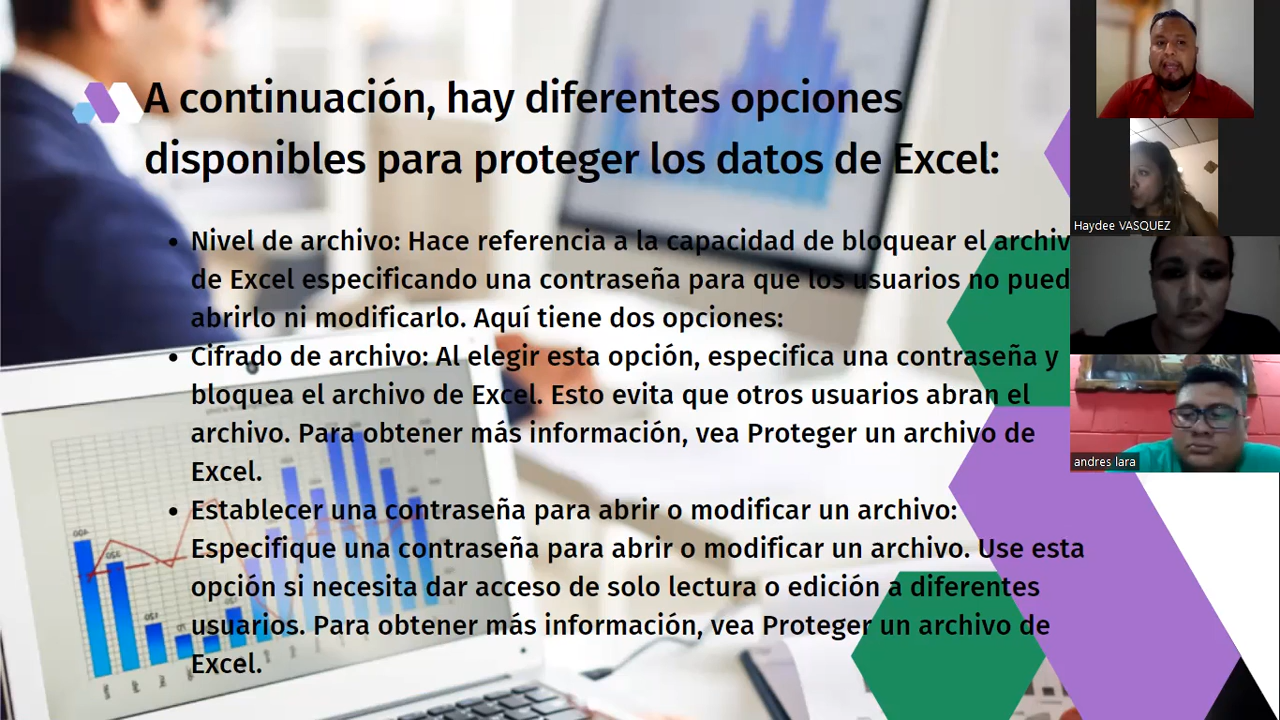 A continuación, hay diferentes opciones
disponibles para proteger los datos de Excel:
• Nivel de archivo: Hace referencia a la capacidad de bloquear el archiv
de Excel especificando una contraseña para que los usuarios no pued
abrirlo ni modificarlo. Aquí tiene dos opciones:
• Cifrado de archivo: Al elegir esta opción, especifica una contraseña y
bloquea el archivo de Excel. Esto evita que otros usuarios abran el
archivo. Para obtener más información, vea Proteger un archivo de
Excel.
• Establecer una contraseña para abrir o modificar un archivo:
Especifique una contraseña para abrir o modificar un archivo. Use esta
opción si necesita dar acceso de solo lectura o edición a diferentes
usuarios. Para obtener más información, vea Proteger un archivo de
Excel.
Haydee VASQUEZ
andres lara